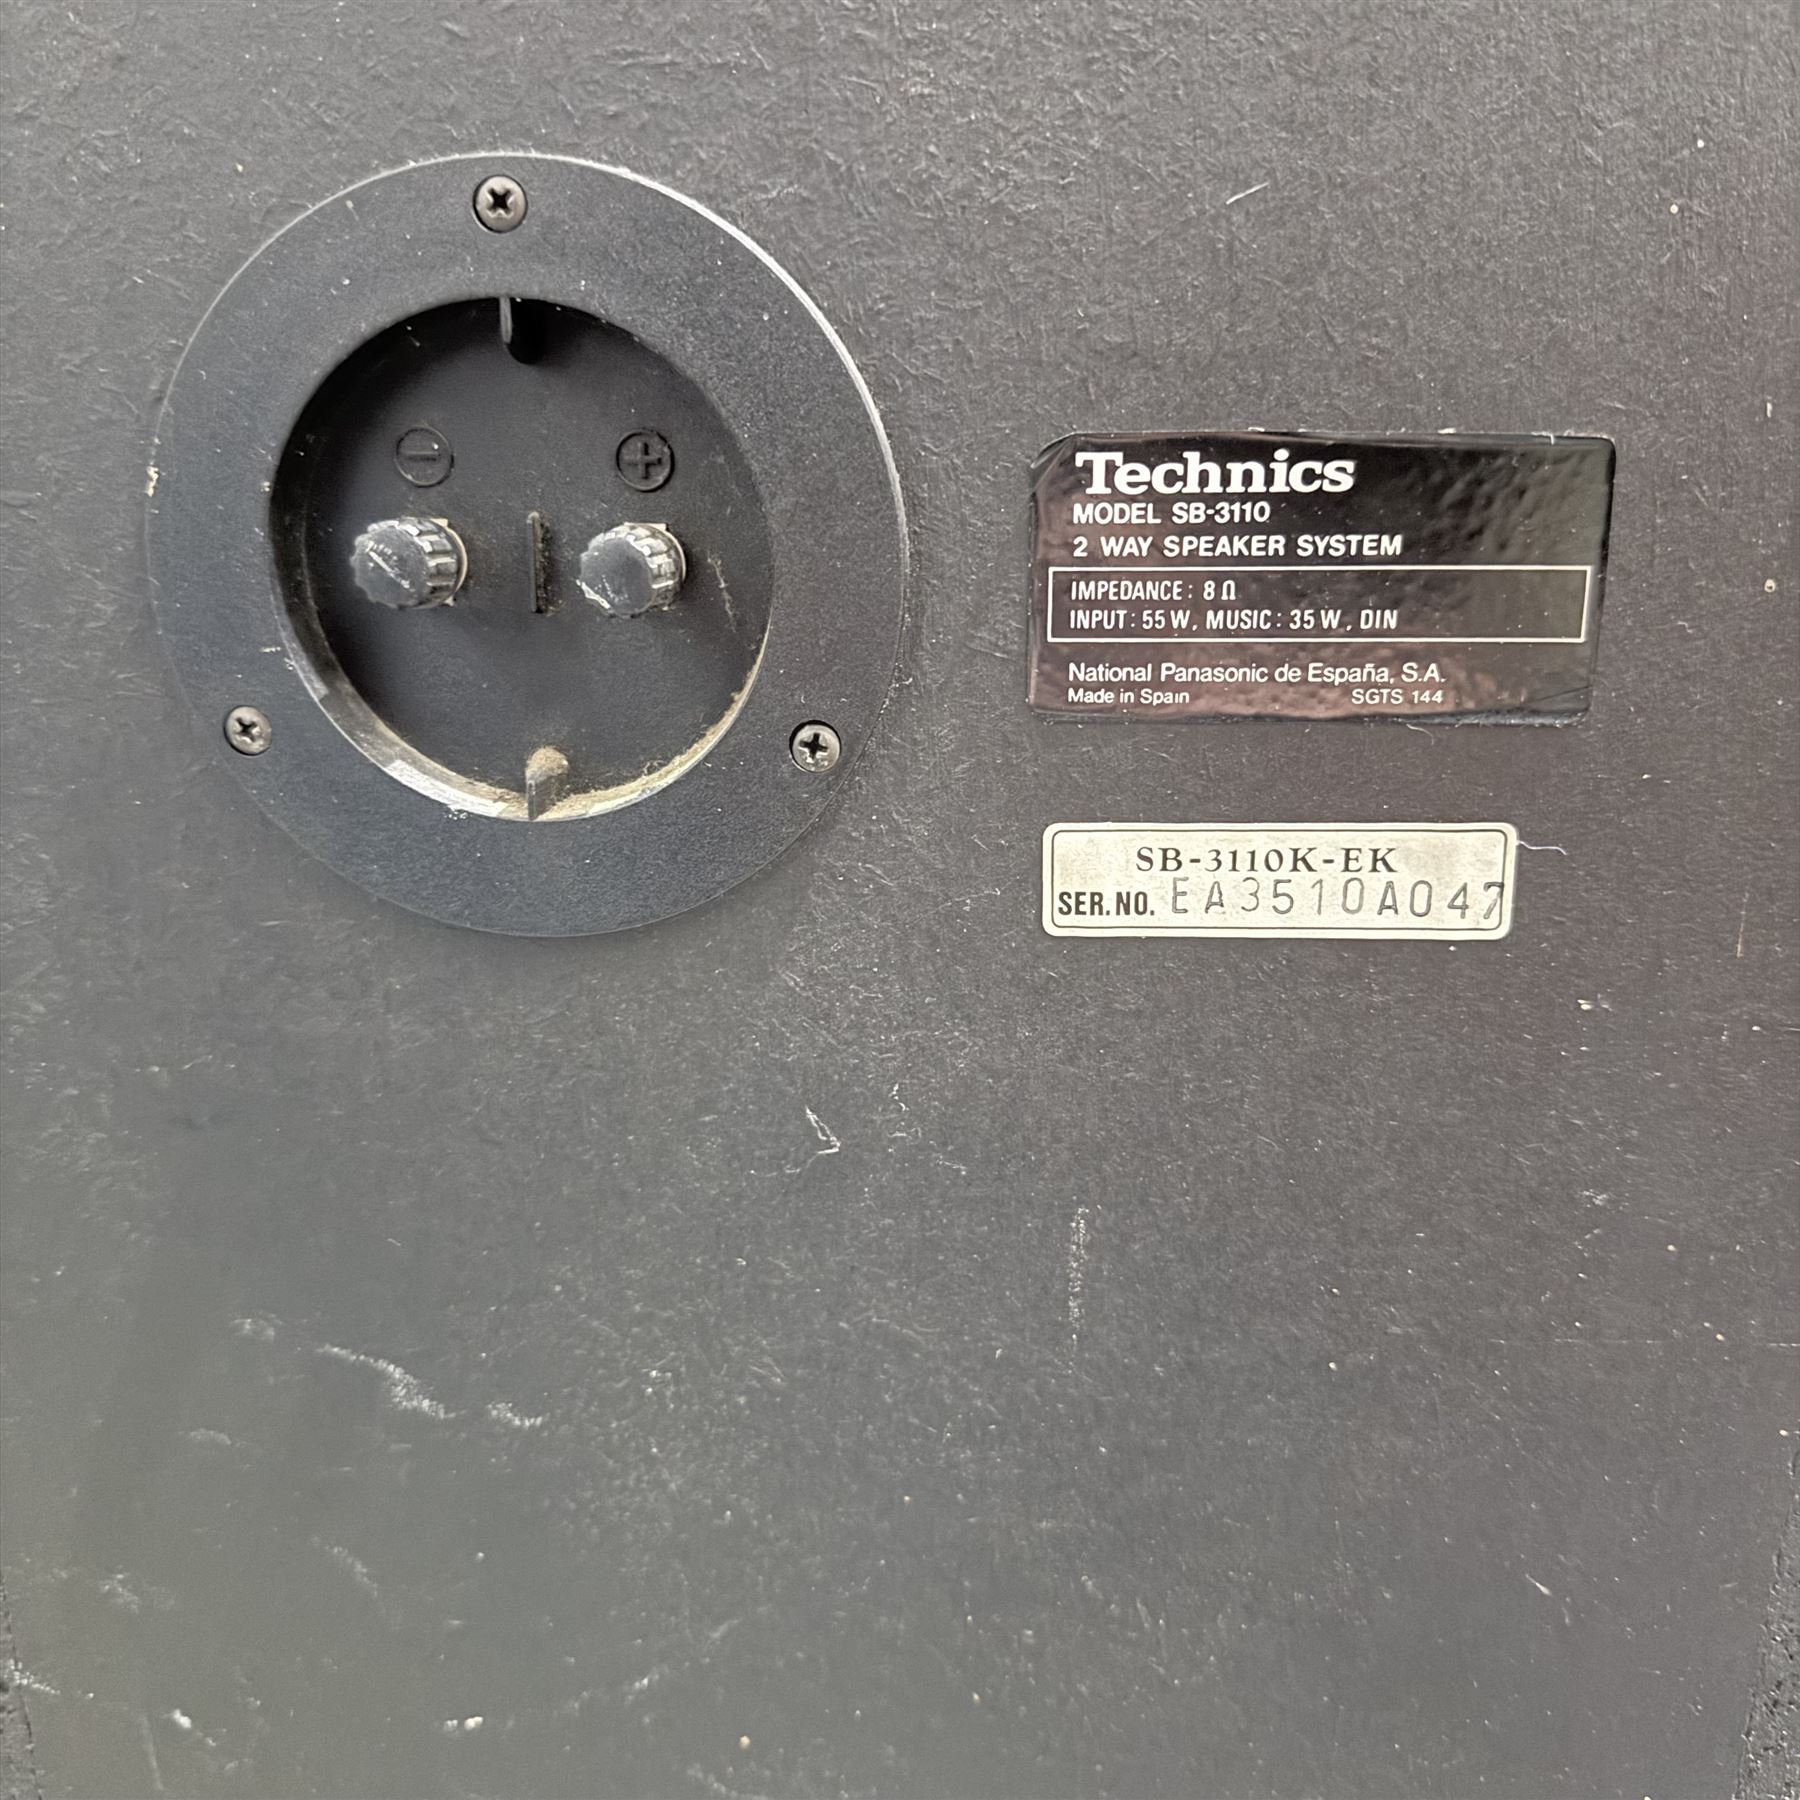 − +
Technics
MODEL SB-3110
2 WAY SPEAKER SYSTEM
IMPEDANCE: 8 Ω
INPUT: 55 W, MUSIC: 35 W, DIN
National Panasonic de España, S.A.
Made in Spain SGTS 144
SB-3110K-EK
SER. NO. EA3510A047